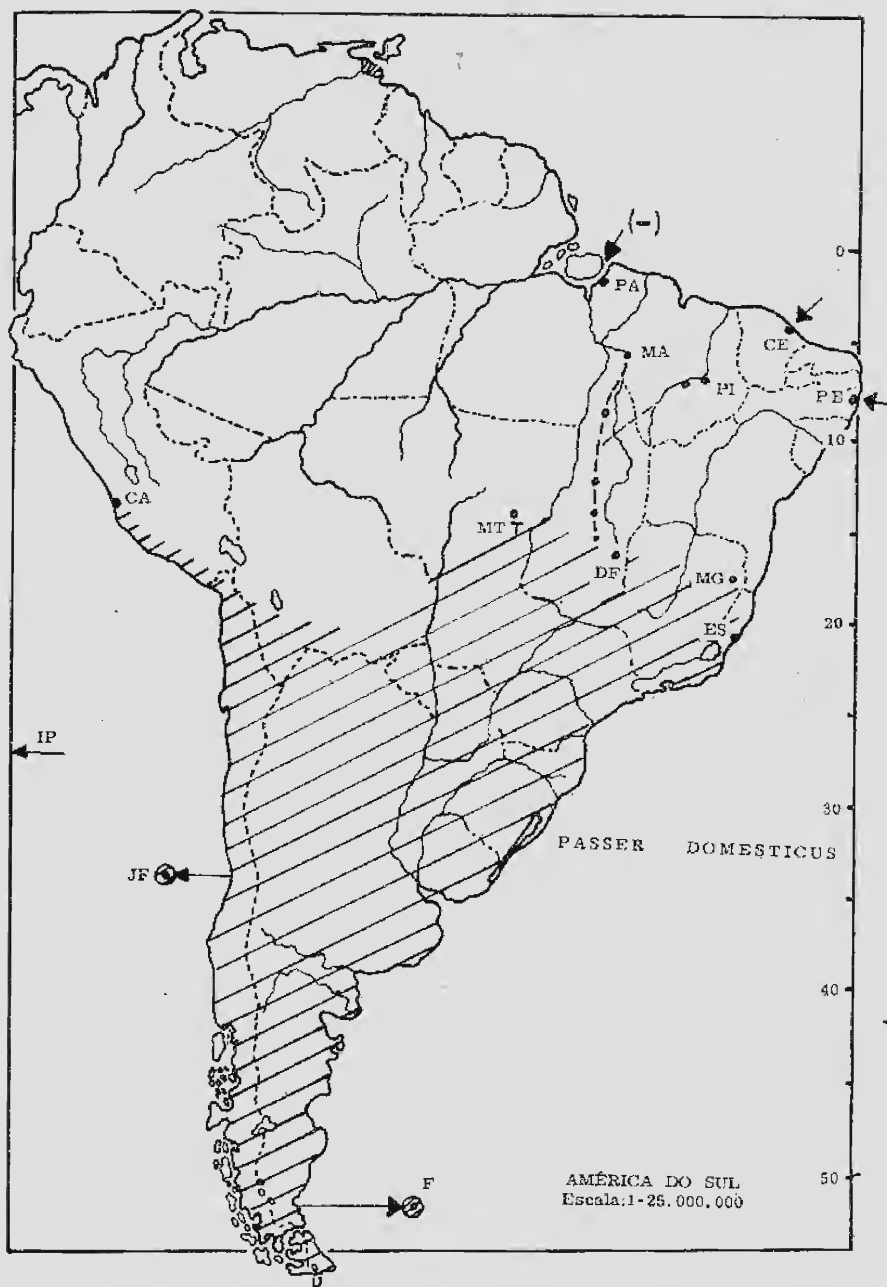 (-)
0
PA
CE
MA
PI
PE
10
CA
MT
DF
MG
20
ES
IP
30
PASSER DOMESTICUS
JF
40
50
F
AMÉRICA DO SUL
Escala:1-25.000.000
U